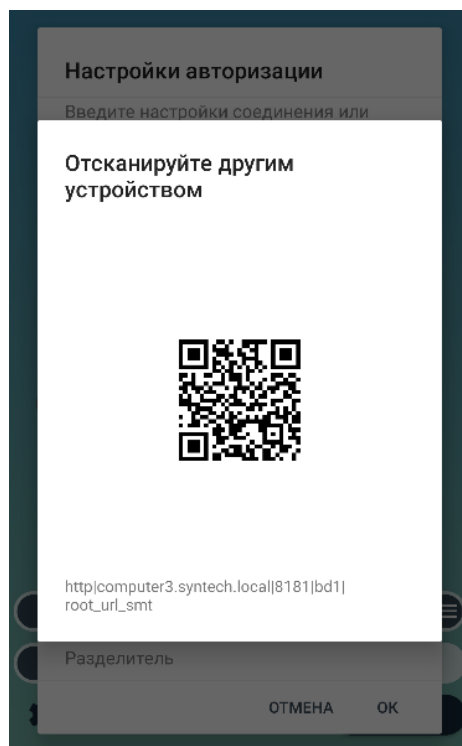 Настройки авторизации
Введите настройки соединения или
Отсканируйте другим
устройством
http|computer3.syntech.local|8181|bd1|
root_url_smt
Разделитель
ОТМЕНА ОК